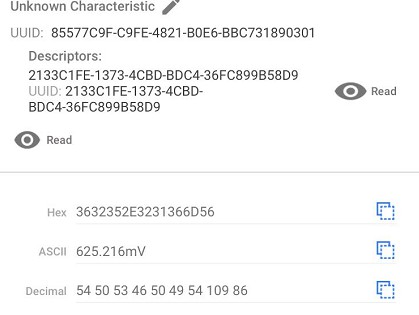 Unknown Characteristic
UUID: 85577C9F-C9FE-4821-B0E6-BBC731890301
Descriptors:
2133C1FE-1373-4CBD-BDC4-36FC899B58D9
UUID: 2133C1FE-1373-4CBD-
BDC4-36FC899B58D9
Read
Read
Hex 3632352E3231366D56
ASCII 625.216mV
Decimal 54 50 53 46 50 49 54 109 86